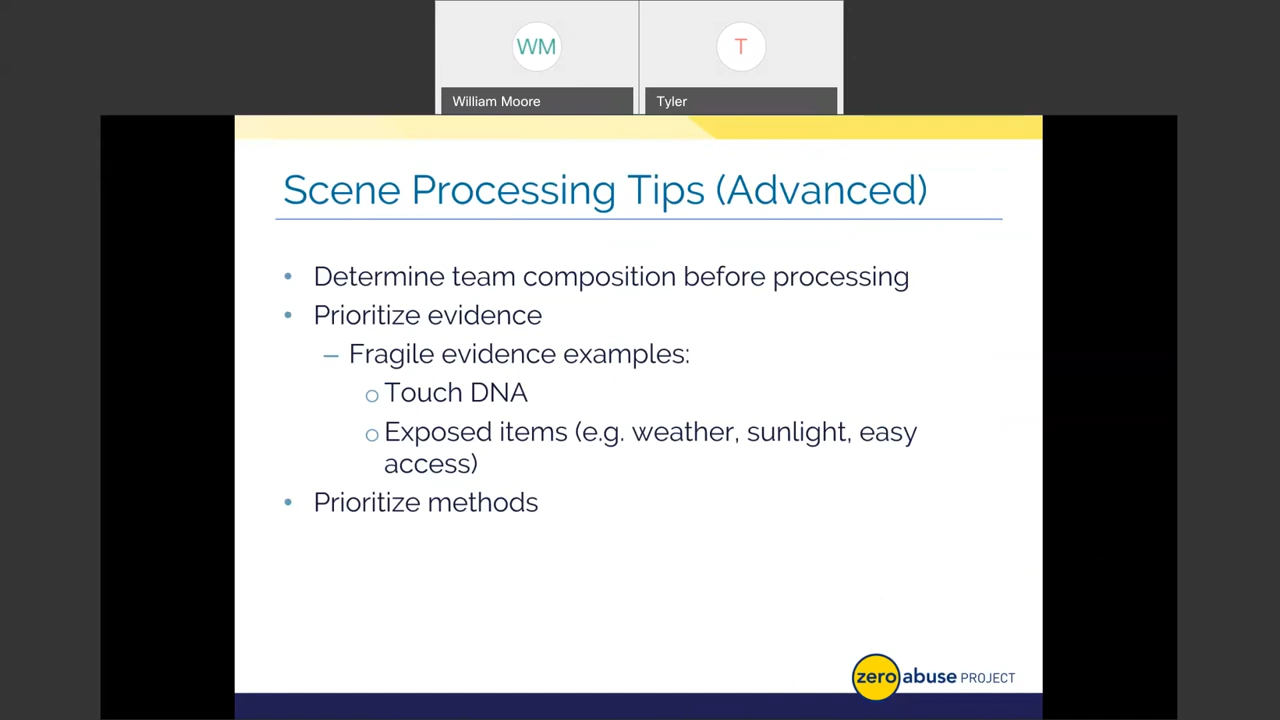 WM
T
William Moore
Tyler
Scene Processing Tips (Advanced)
• Determine team composition before processing
• Prioritize evidence
– Fragile evidence examples:
o Touch DNA
o Exposed items (e.g. weather, sunlight, easy
access)
• Prioritize methods
zero abuse PROJECT